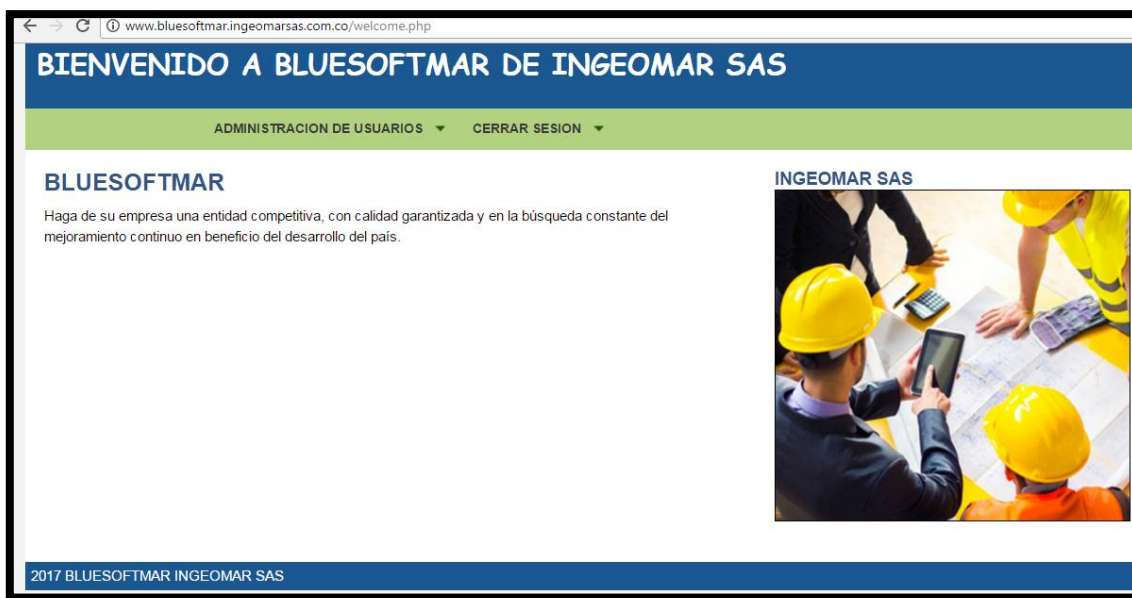 www.bluesoftmar.ingeomarsas.com.co/welcome.php
BIENVENIDO A BLUESOFTMAR DE INGEOMAR SAS
ADMINISTRACION DE USUARIOS CERRAR SESION
BLUESOFTMAR
Haga de su empresa una entidad competitiva, con calidad garantizada y en la búsqueda constante del
mejoramiento continuo en beneficio del desarrollo del país.
INGEOMAR SAS
2017 BLUESOFTMAR INGEOMAR SAS